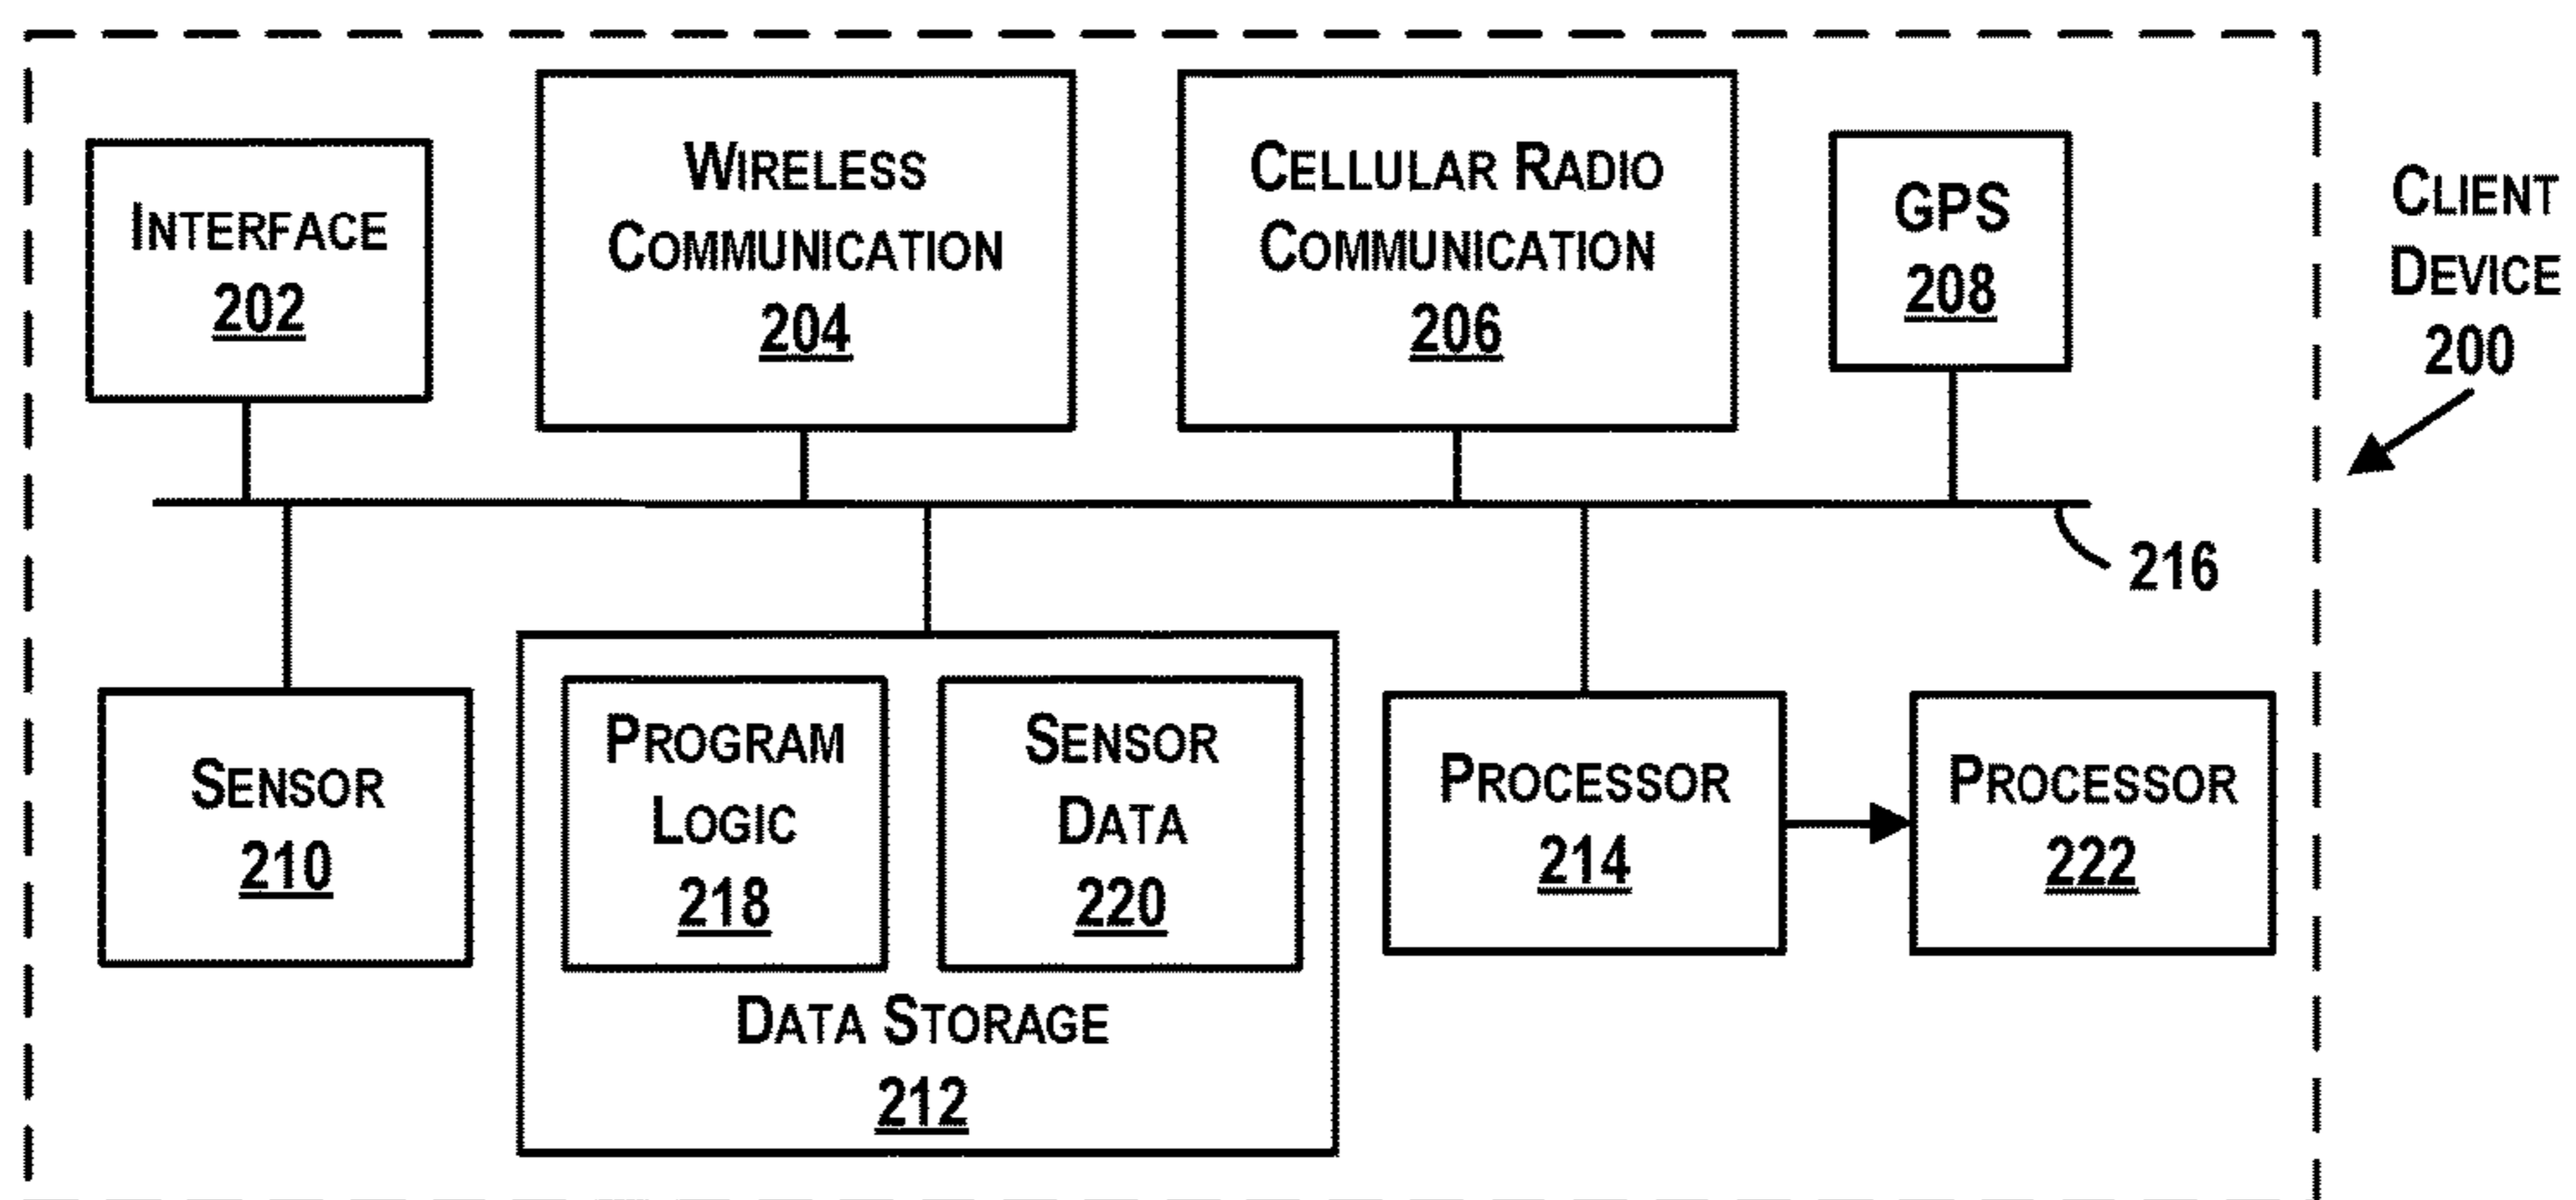 INTERFACE
202
WIRELESS
COMMUNICATION
204
CELLULAR RADIO
COMMUNICATION
206
GPS
208
CLIENT
DEVICE
200
216
SENSOR
210
PROGRAM
LOGIC
218
SENSOR
DATA
220
DATA STORAGE
212
PROCESSOR
214
PROCESSOR
222